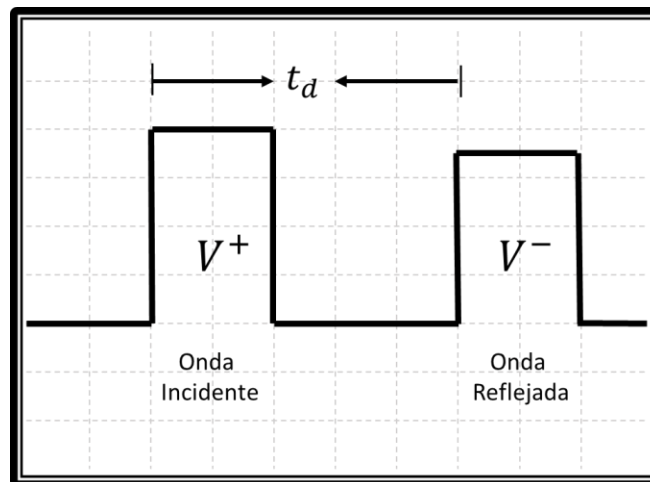 t_d
V⁺
V⁻
Onda
Incidente
Onda
Reflejada